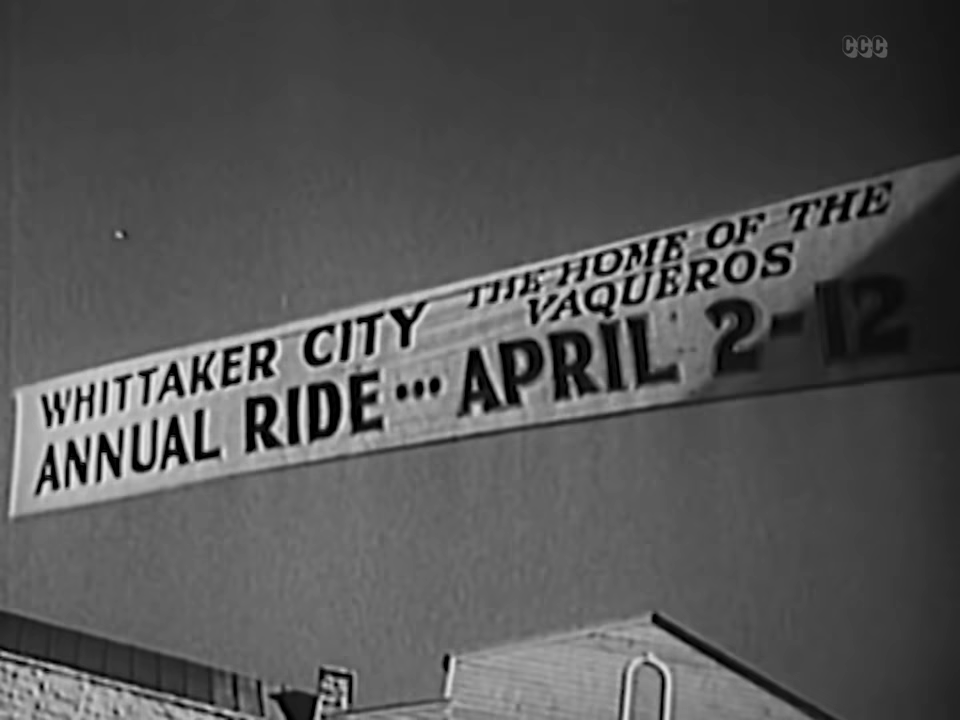 CCC
WHITTAKER CITY THE HOME OF THE
VAQUEROS
ANNUAL RIDE... APRIL 2-12